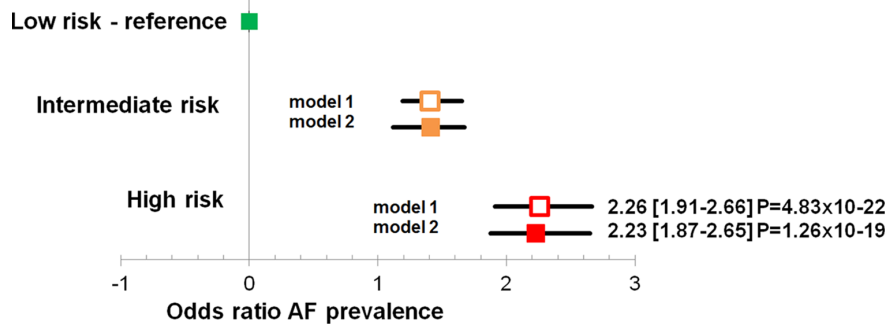 Low risk - reference
Intermediate risk
model 1
model 2
High risk
model 1
2.26 [1.91-2.66] P=4.83x10-22
model 2
2.23 [1.87-2.65] P=1.26x10-19
-1 0 1 2 3
Odds ratio AF prevalence